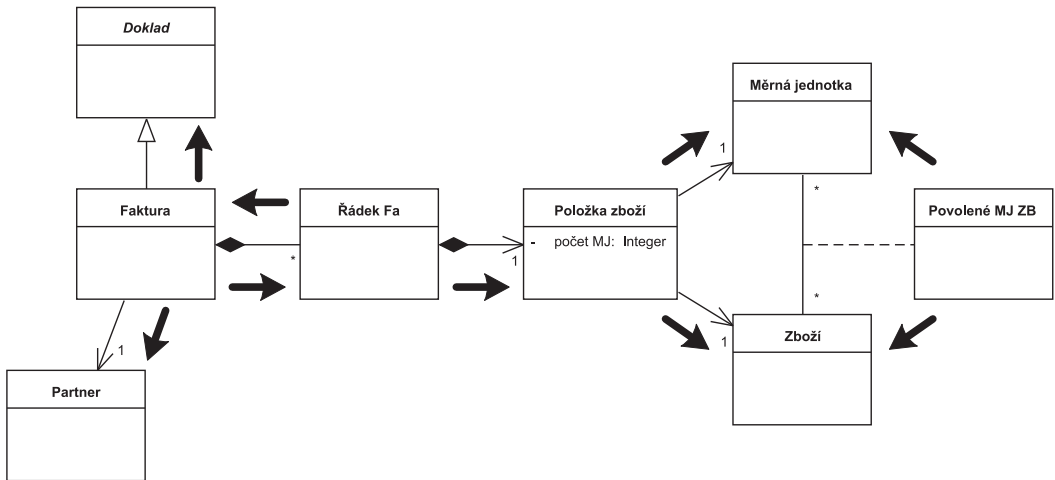 Doklad
Měrná jednotka
1
*
Faktura
Řádek Fa
Položka zboží
- počet MJ: Integer
Povolené MJ ZB
*
1
*
1
Zboží
1
Partner